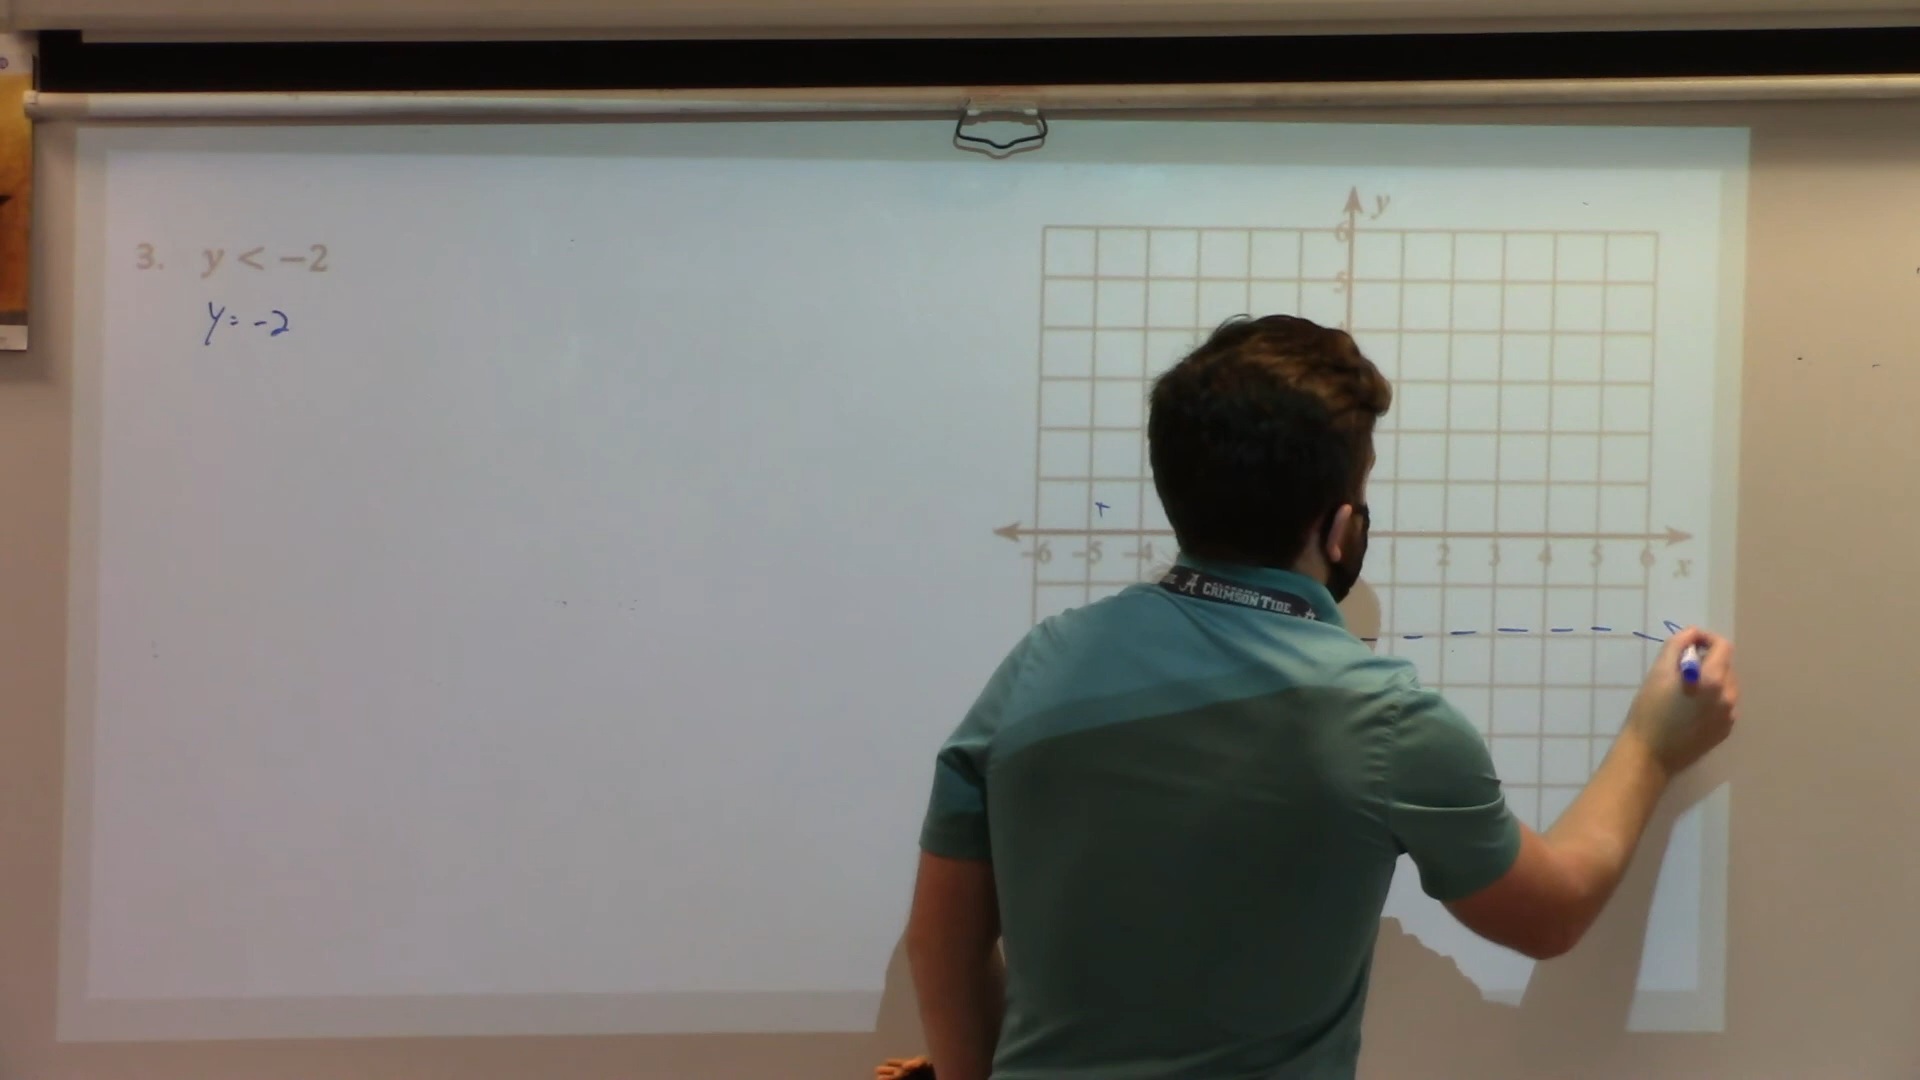 3. y < −2
y = -2
y
6
5
-6 -5 -4 1 2 3 4 5 6
x
A CRIMSON TIDE